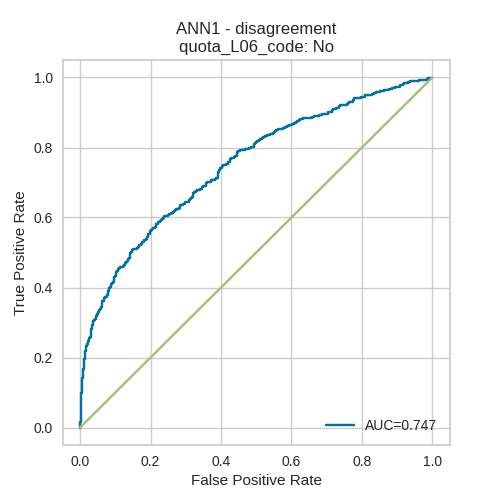 ANN1 - disagreement
quota_L06_code: No
1.0
0.8
0.6
0.4
0.2
0.0
True Positive Rate
AUC=0.747
0.0 0.2 0.4 0.6 0.8 1.0
False Positive Rate